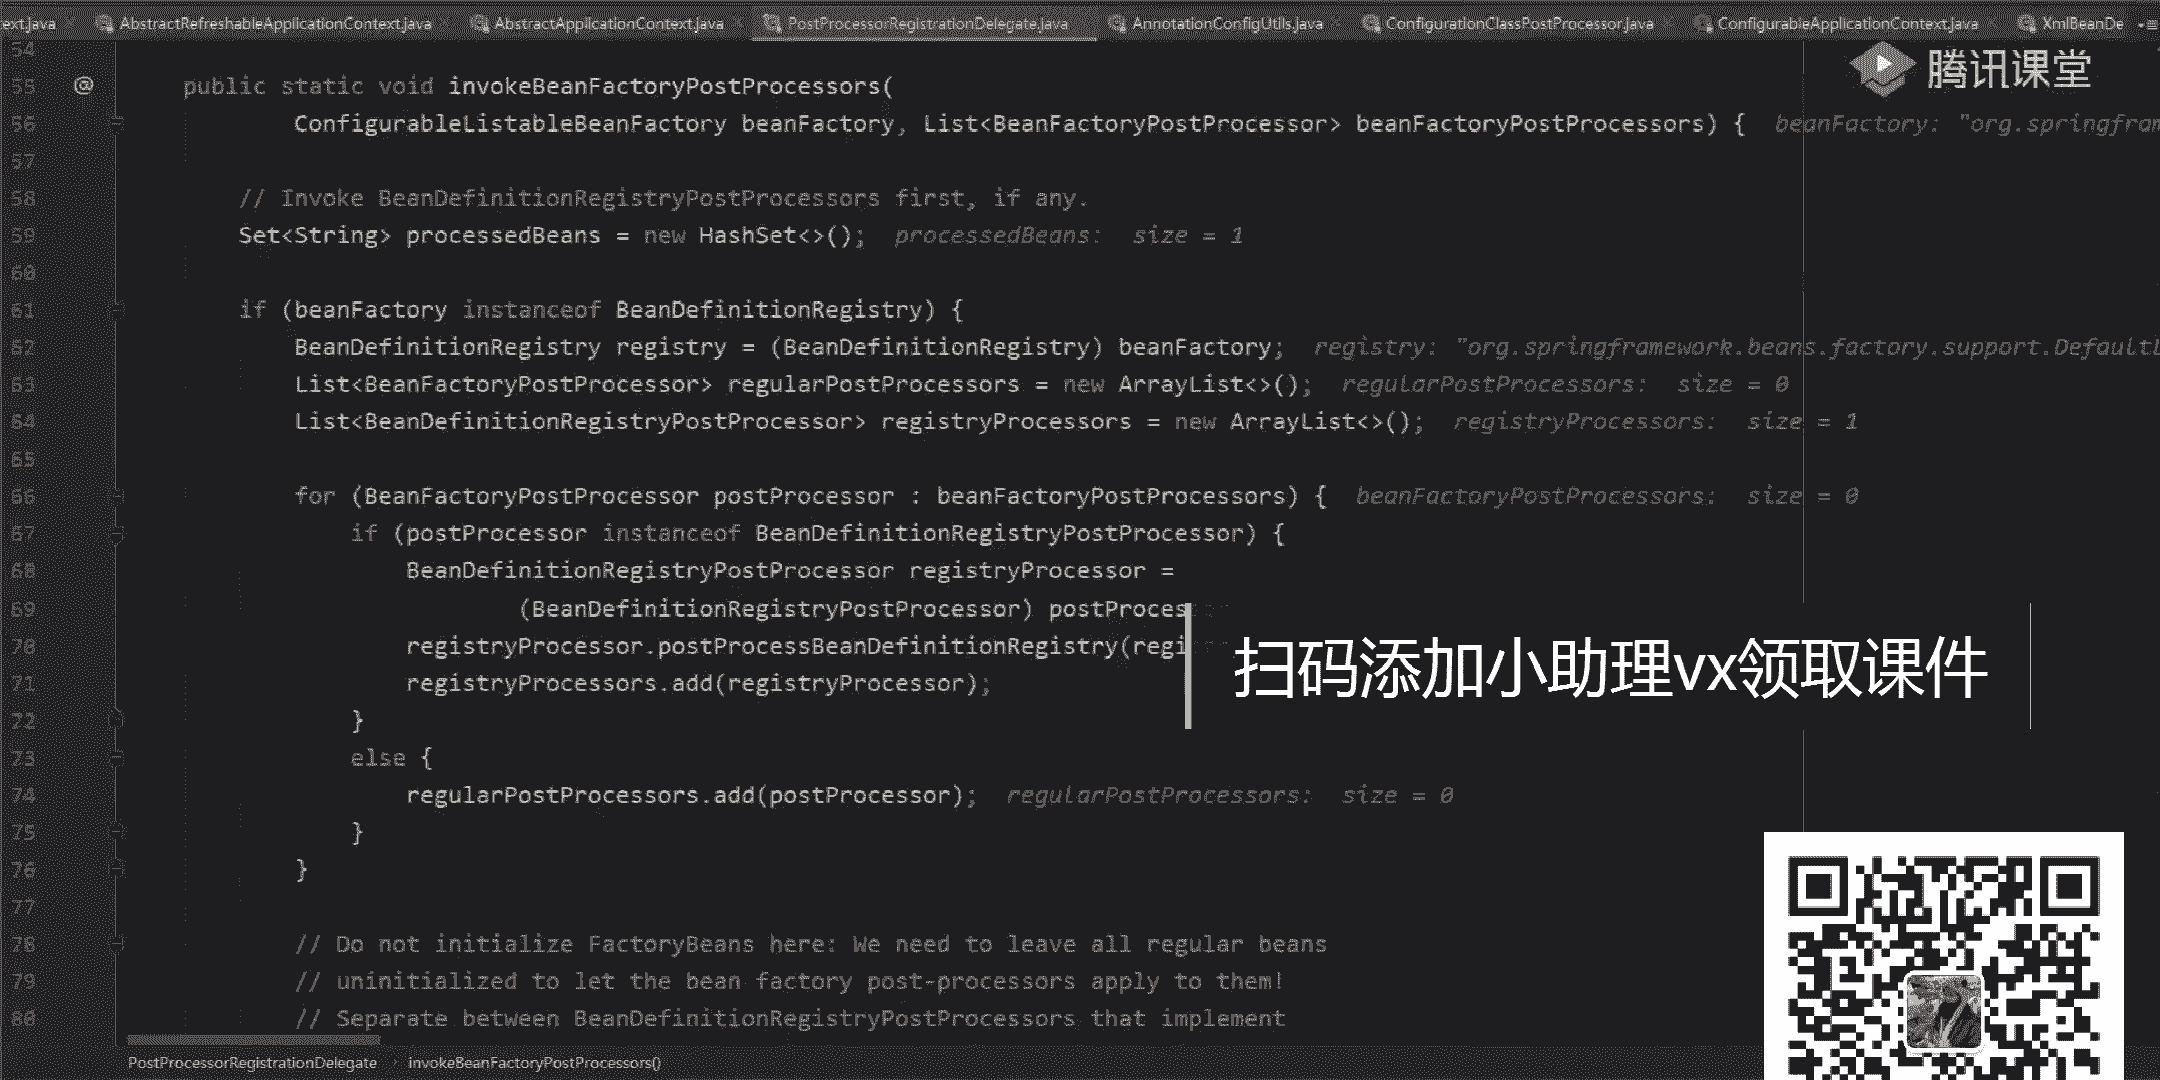 ext.java AbstractRefreshableApplicationContext.java AbstractApplicationContext.java PostProcessorRegistrationDelegate.java AnnotationConfigUtils.java ConfigurationClassPostProcessor.java ConfigurableApplicationContext.java XmlBeanDe
腾讯课堂
54
55 @ public static void invokeBeanFactoryPostProcessors(
56 ConfigurableListableBeanFactory beanFactory, List<BeanFactoryPostProcessor> beanFactoryPostProcessors) { beanFactory: "org.springfram
57
58 // Invoke BeanDefinitionRegistryPostProcessors first, if any.
59 Set<String> processedBeans = new HashSet<>(); processedBeans: size = 1
60
61 if (beanFactory instanceof BeanDefinitionRegistry) {
62 BeanDefinitionRegistry registry = (BeanDefinitionRegistry) beanFactory; registry: "org.springframework.beans.factory.support.DefaultL
63 List<BeanFactoryPostProcessor> regularPostProcessors = new ArrayList<>(); regularPostProcessors: size = 0
64 List<BeanDefinitionRegistryPostProcessor> registryProcessors = new ArrayList<>(); registryProcessors: size = 1
65
66 for (BeanFactoryPostProcessor postProcessor : beanFactoryPostProcessors) { beanFactoryPostProcessors: size = 0
67 if (postProcessor instanceof BeanDefinitionRegistryPostProcessor) {
68 BeanDefinitionRegistryPostProcessor registryProcessor =
69 (BeanDefinitionRegistryPostProcessor) postProces
70 registryProcessor.postProcessBeanDefinitionRegistry(regi
扫码添加小助理vx领取课件
71 registryProcessors.add(registryProcessor);
72 }
73 else {
74 regularPostProcessors.add(postProcessor); regularPostProcessors: size = 0
75 }
76 }
77
78 // Do not initialize FactoryBeans here: We need to leave all regular beans
79 // uninitialized to let the bean factory post-processors apply to them!
80 // Separate between BeanDefinitionRegistryPostProcessors that implement
PostProcessorRegistrationDelegate › invokeBeanFactoryPostProcessors()